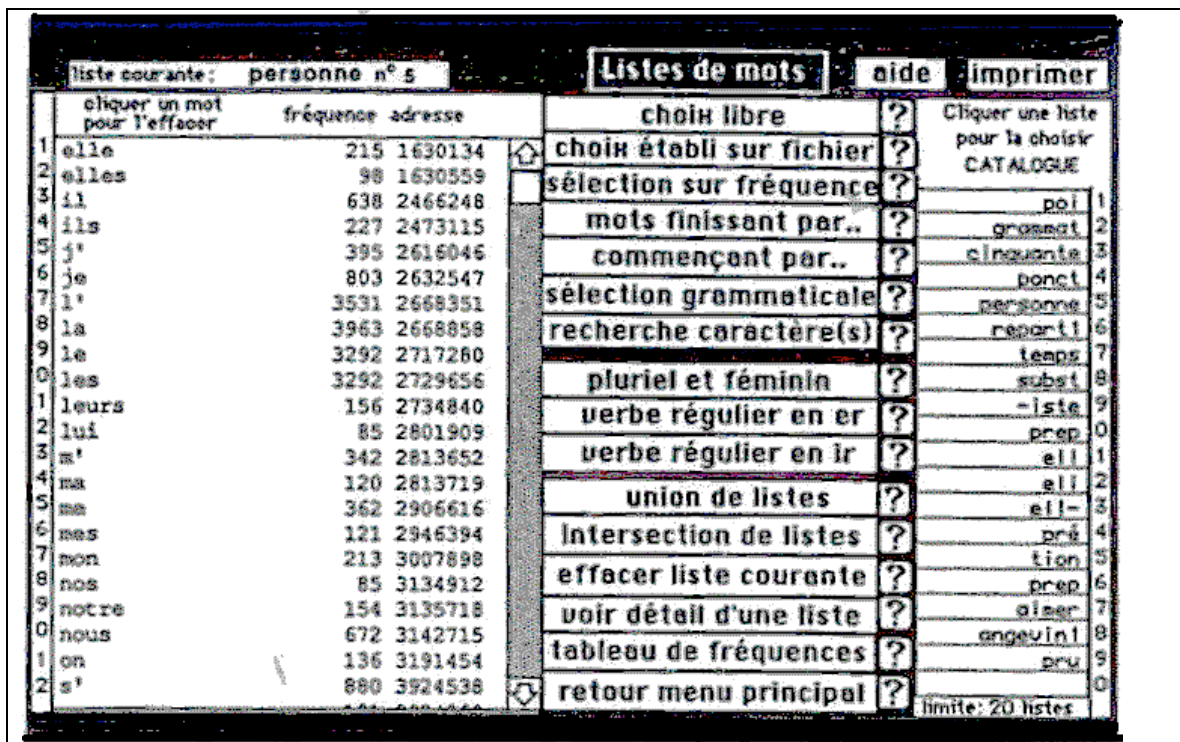 liste courante: personne n° 5
Listes de mots
aide
imprimer
cliquer un mot
pour l'effacer
fréquence adresse
1 elle 215 1630134
2 elles 98 1630559
3 il 638 2466248
4 ils 227 2473115
5 j' 395 2616046
6 je 803 2632547
7 l' 3531 2668351
8 la 3963 2668858
9 le 3292 2717280
0 les 3292 2729656
1 leurs 156 2734840
2 lui 85 2801909
3 m' 342 2813652
4 ma 120 2813719
5 me 362 2906616
6 mes 121 2946394
7 mon 213 3007898
8 nos 85 3134912
9 notre 154 3135718
0 nous 672 3142715
1 on 136 3191454
2 s' 880 3924538
choix libre ?
choix établi sur fichier ?
sélection sur fréquence ?
mots finissant par.. ?
commençant par.. ?
sélection grammaticale ?
recherche caractère(s) ?
pluriel et féminin ?
verbe régulier en er ?
verbe régulier en ir ?
union de listes ?
Intersection de listes ?
effacer liste courante ?
voir détail d'une liste ?
tableau de fréquences ?
retour menu principal ?
Cliquer une liste
pour la choisir
CATALOGUE
poi 1
grammat 2
cinquante 3
ponct 4
personne 5
repart1 6
temps 7
subst 8
-iste 9
prep 0
ell 1
ell 2
ell- 3
pré 4
tion 5
prep 6
aimer 7
angevin1 8
pru 9
0
limite: 20 listes